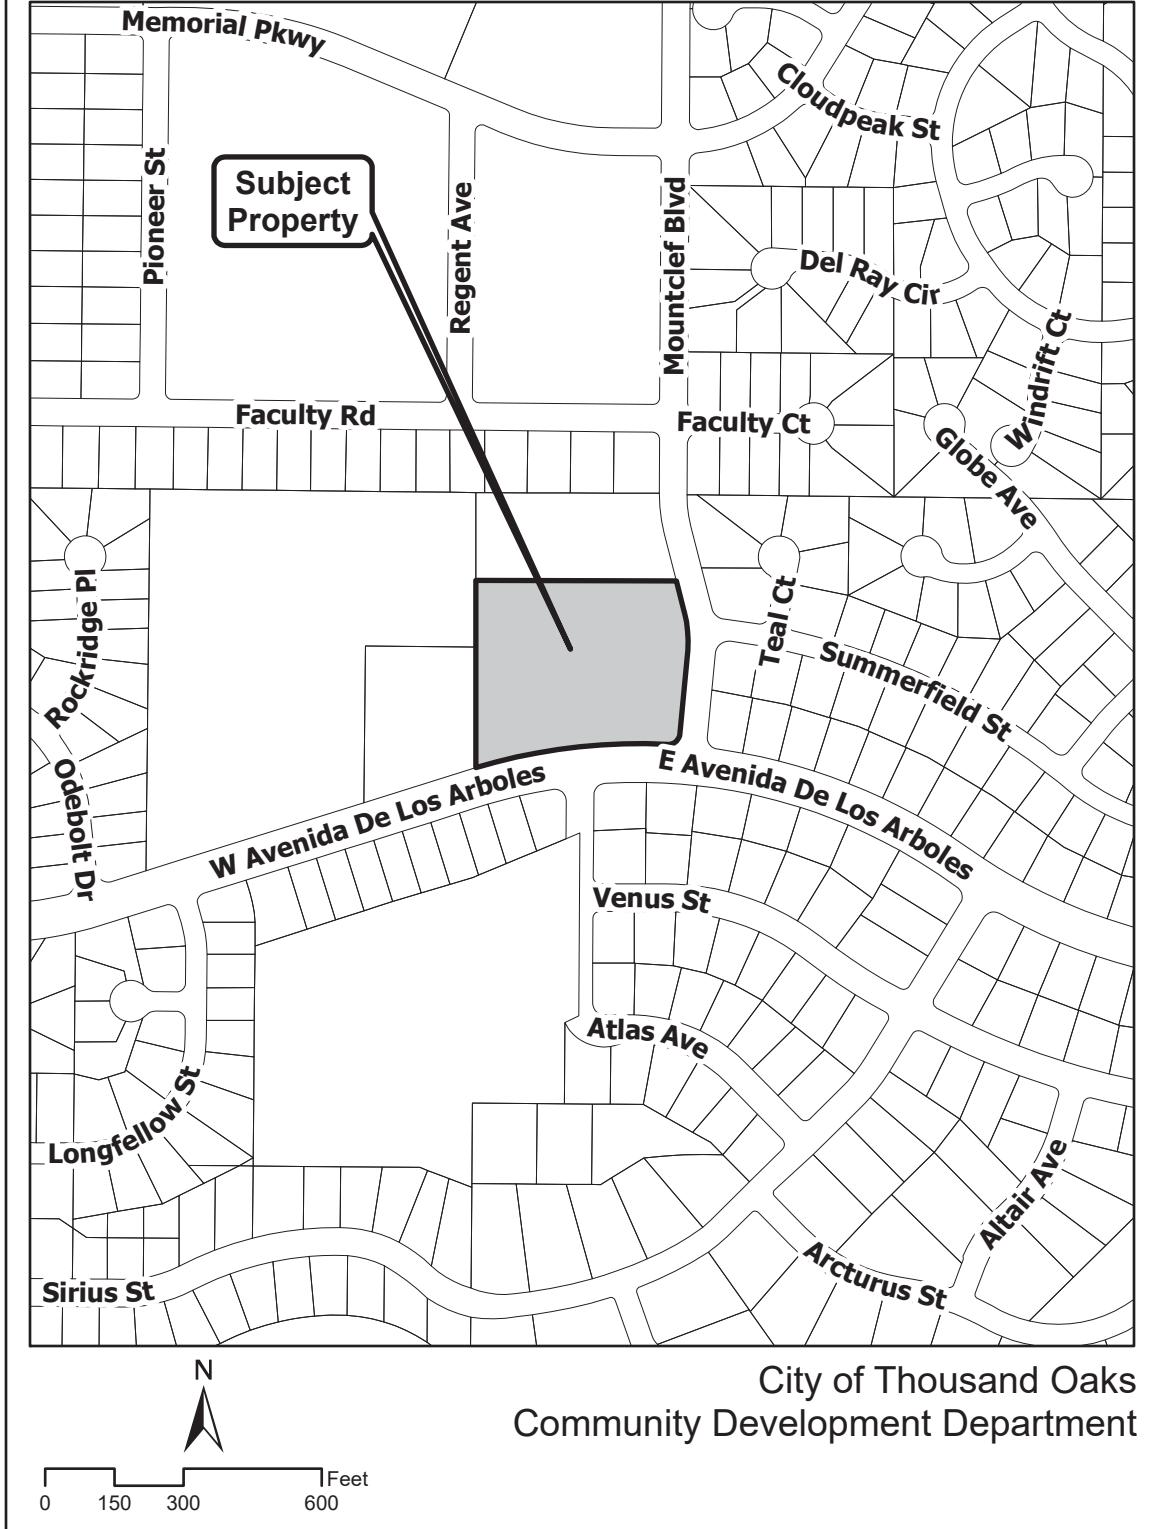 Memorial Pkwy
Cloudpeak St
Pioneer St
Subject
Property
Regent Ave
Mountclef Blvd
Del Ray Cir
Windrift Ct
Faculty Rd
Faculty Ct
Globe Ave
Rockridge Pl
Teal Ct
Summerfield St
Odebolt Dr
W Avenida De Los Arboles
E Avenida De Los Arboles
Venus St
Atlas Ave
Longfellow St
Altair Ave
Arcturus St
Sirius St
N
City of Thousand Oaks
Community Development Department
Feet
0 150 300 600